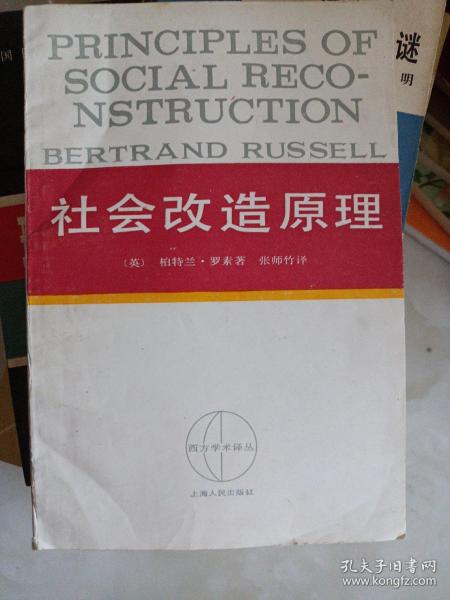 PRINCIPLES OF
SOCIAL RECO-
NSTRUCTION
BERTRAND RUSSELL
社会改造原理
〔英〕 柏特兰·罗素著 张师竹译
西方学术译丛
上海人民出版社
谜
明
国
孔夫子旧书网
www.kongfz.com